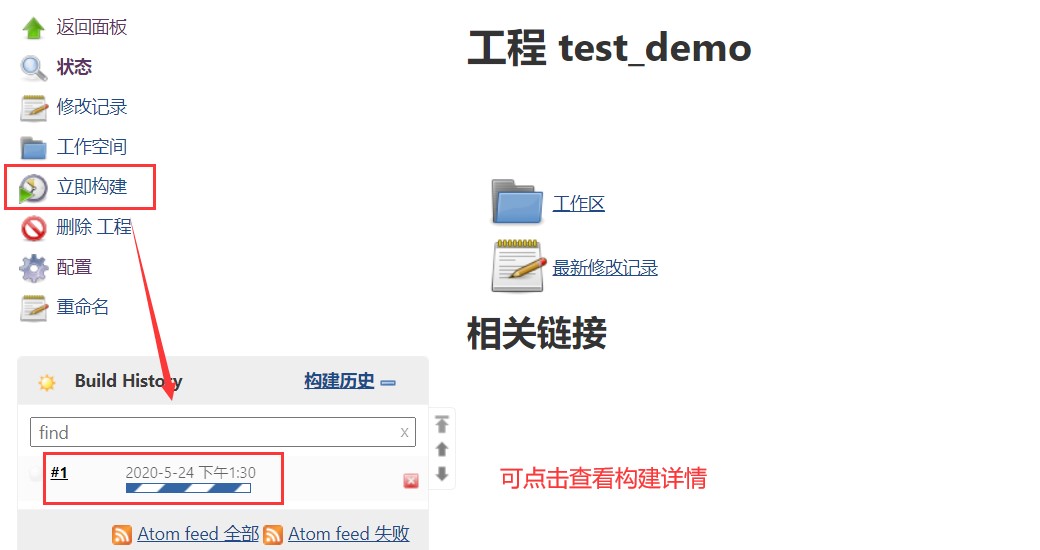 返回面板
状态
修改记录
工作空间
立即构建
删除 工程
配置
重命名
Build History 构建历史
find x
#1 2020-5-24 下午1:30
Atom feed 全部 Atom feed 失败
工程 test_demo
工作区
最新修改记录
相关链接
可点击查看构建详情